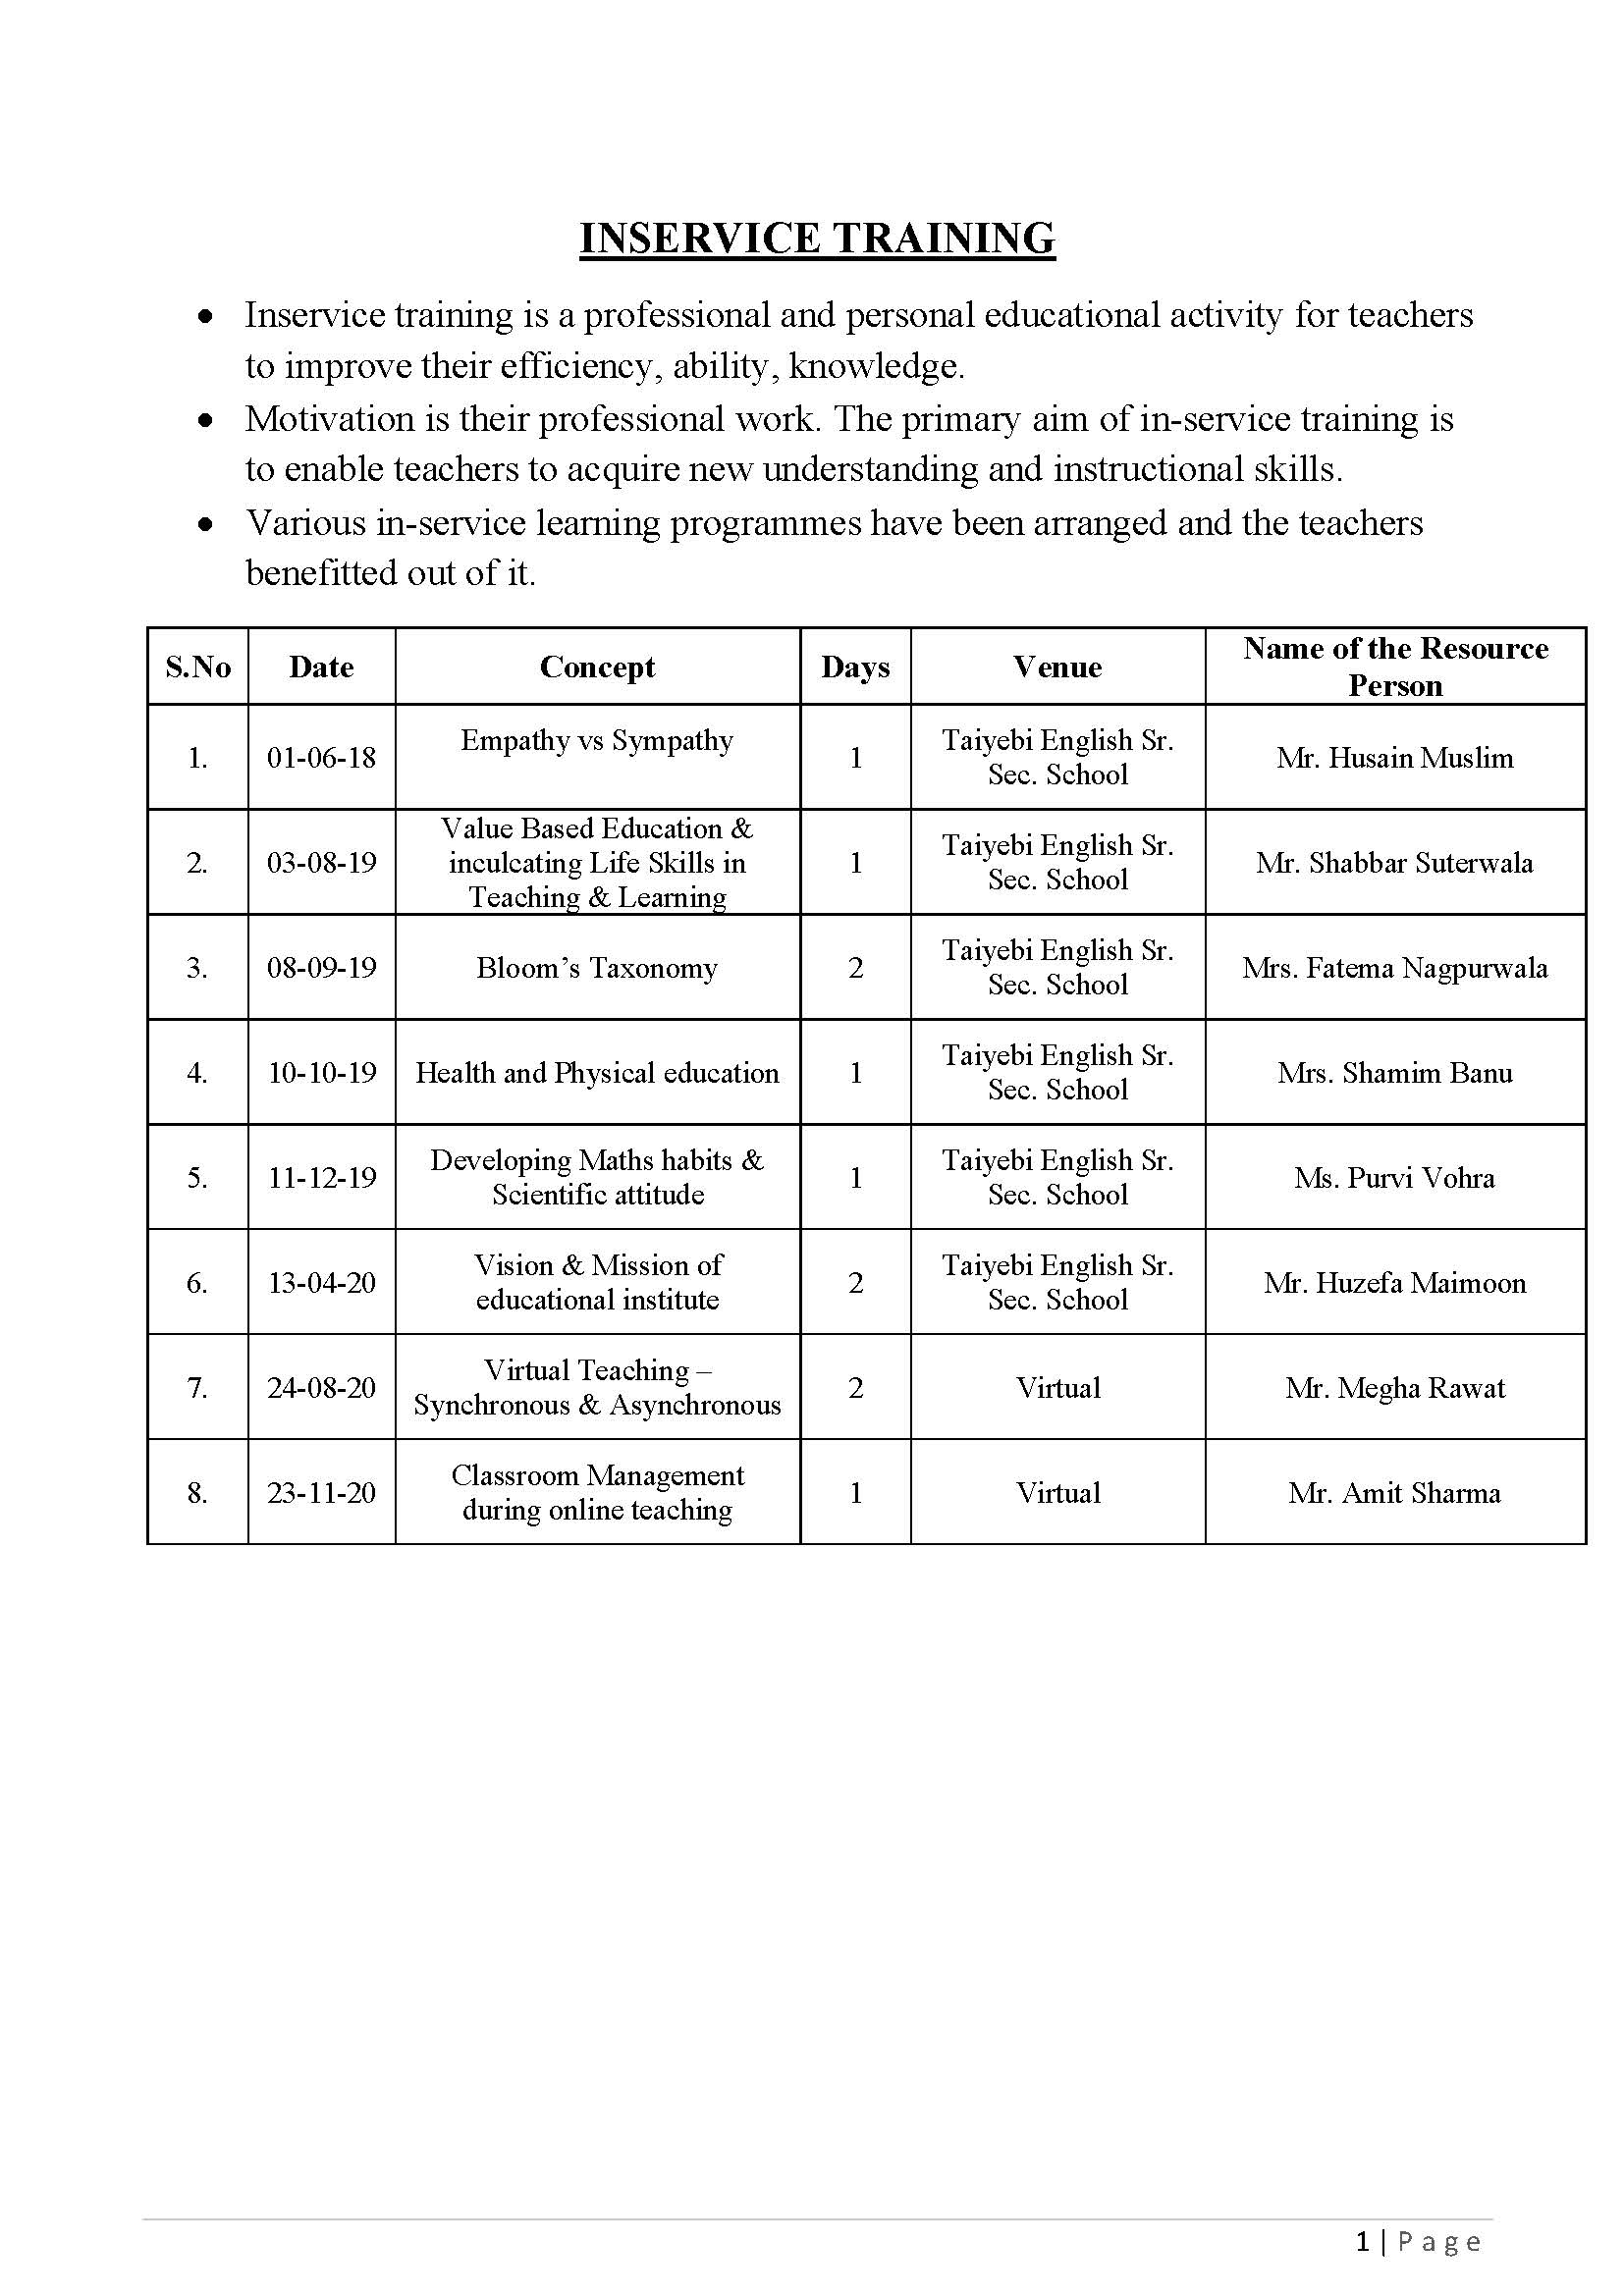 INSERVICE TRAINING
• Inservice training is a professional and personal educational activity for teachers
to improve their efficiency, ability, knowledge.
• Motivation is their professional work. The primary aim of in-service training is
to enable teachers to acquire new understanding and instructional skills.
• Various in-service learning programmes have been arranged and the teachers
benefitted out of it.
S.No Date Concept Days Venue Name of the Resource
Person
1. 01-06-18 Empathy vs Sympathy 1 Taiyebi English Sr.
Sec. School Mr. Husain Muslim
2. 03-08-19 Value Based Education &
inculcating Life Skills in
Teaching & Learning 1 Taiyebi English Sr.
Sec. School Mr. Shabbar Suterwala
3. 08-09-19 Bloom’s Taxonomy 2 Taiyebi English Sr.
Sec. School Mrs. Fatema Nagpurwala
4. 10-10-19 Health and Physical education 1 Taiyebi English Sr.
Sec. School Mrs. Shamim Banu
5. 11-12-19 Developing Maths habits &
Scientific attitude 1 Taiyebi English Sr.
Sec. School Ms. Purvi Vohra
6. 13-04-20 Vision & Mission of
educational institute 2 Taiyebi English Sr.
Sec. School Mr. Huzefa Maimoon
7. 24-08-20 Virtual Teaching –
Synchronous & Asynchronous 2 Virtual Mr. Megha Rawat
8. 23-11-20 Classroom Management
during online teaching 1 Virtual Mr. Amit Sharma
1 | Page